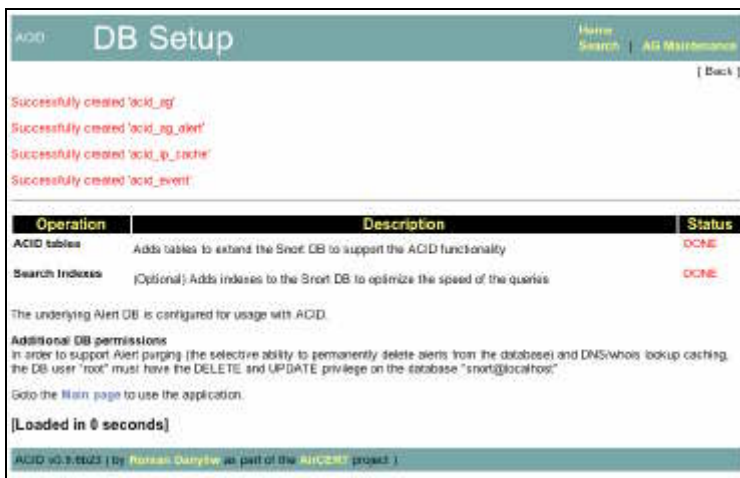 ACID DB Setup Home
Search | AG Maintenance
[ Back ]
Successfully created 'acid_ag'
Successfully created 'acid_ag_alert'
Successfully created 'acid_ip_cache'
Successfully created 'acid_event'
Operation Description Status
ACID tables Adds tables to extend the Snort DB to support the ACID functionality DONE
Search Indexes (Optional) Adds indexes to the Snort DB to optimize the speed of the queries DONE
The underlying Alert DB is configured for usage with ACID.
Additional DB permissions
In order to support Alert purging (the selective ability to permanently delete alerts from the database) and DNS/whois lookup caching,
the DB user "root" must have the DELETE and UPDATE privilege on the database "snort@localhost"
Goto the Main page to use the application.
[Loaded in 0 seconds]
ACID v0.9.6b23 ( by Roman Danyliw as part of the AirCERT project )